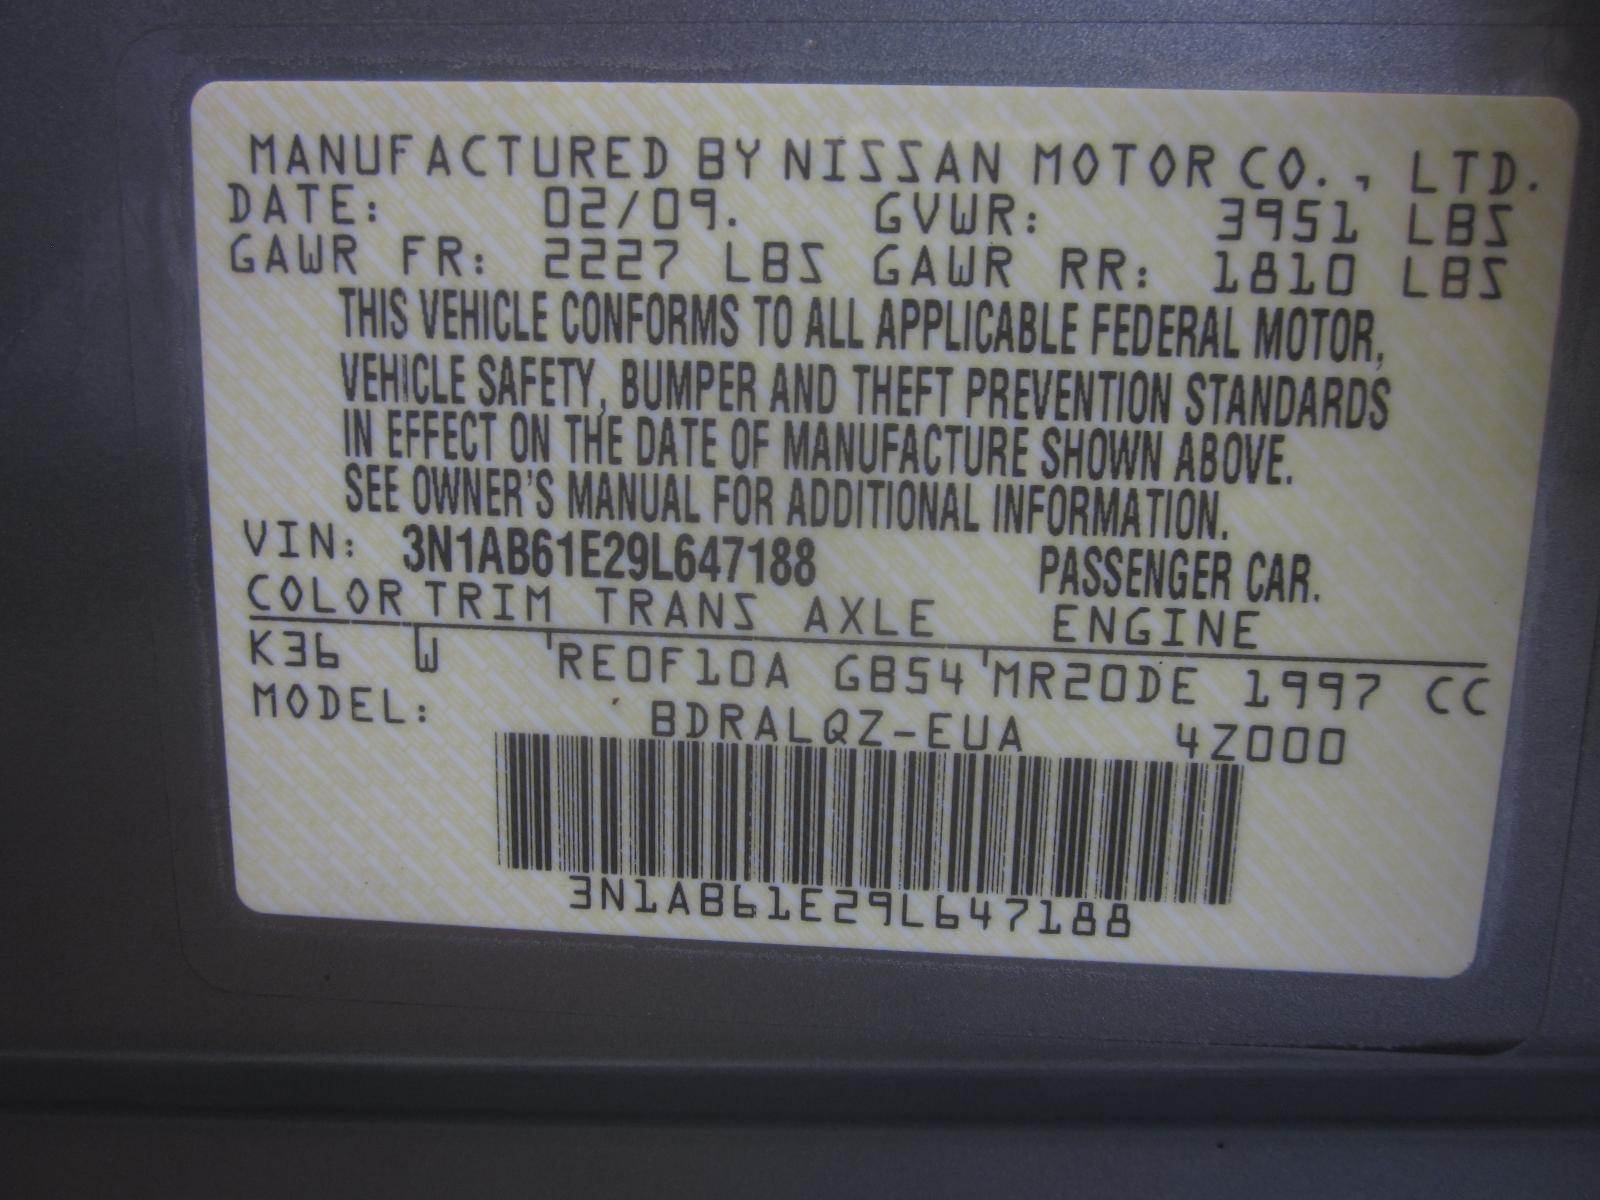 MANUFACTURED BY NISSAN MOTOR CO., LTD.
DATE: 02/09. GVWR: 3951 LBS
GAWR FR: 2227 LBS GAWR RR: 1810 LBS
THIS VEHICLE CONFORMS TO ALL APPLICABLE FEDERAL MOTOR,
VEHICLE SAFETY, BUMPER AND THEFT PREVENTION STANDARDS
IN EFFECT ON THE DATE OF MANUFACTURE SHOWN ABOVE.
SEE OWNER'S MANUAL FOR ADDITIONAL INFORMATION.
VIN: 3N1AB61E29L647188 PASSENGER CAR.
COLOR TRIM TRANS AXLE ENGINE
K36 W RE0F10A GB54 MR20DE 1997 CC
MODEL: BDRALQZ-EUA 4Z000
3N1AB61E29L647188